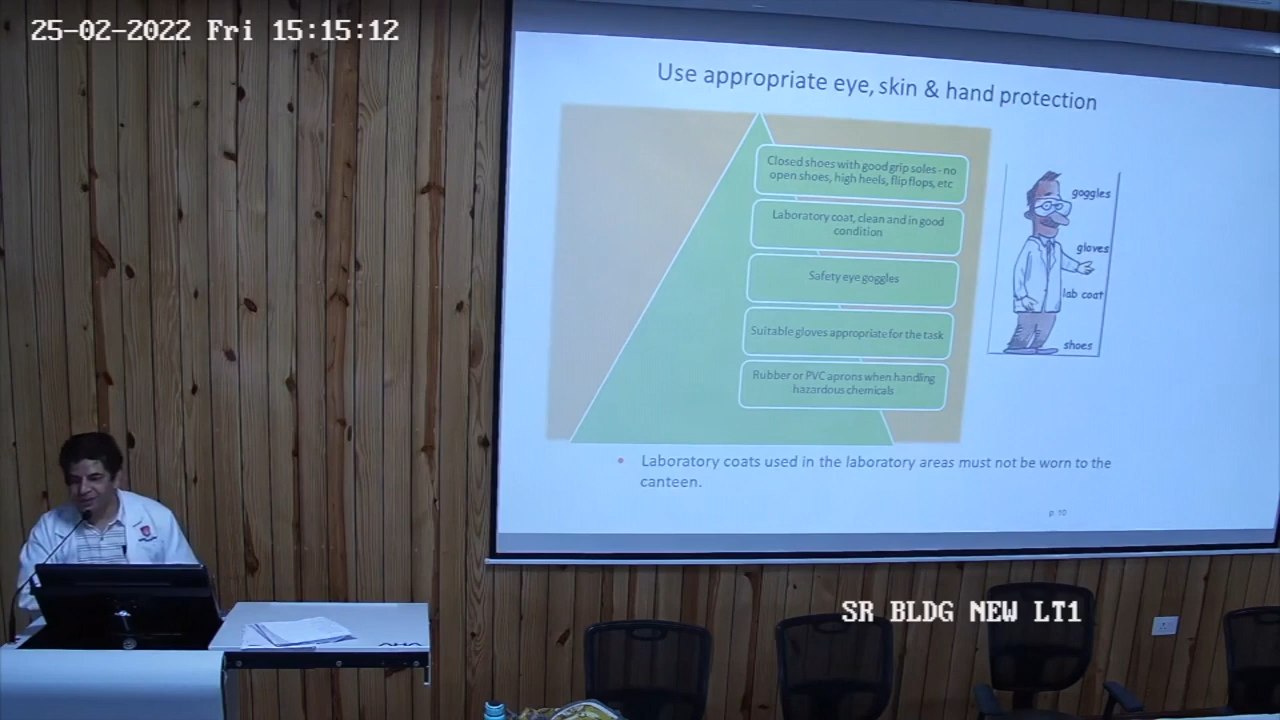 25-02-2022 Fri 15:15:12
Use appropriate eye, skin & hand protection
Closed shoes with good grip soles - no
open shoes, high heels, flip flops, etc
Laboratory coat, clean and in good
condition
Safety eye goggles
Suitable gloves appropriate for the task
Rubber or PVC aprons when handling
hazardous chemicals
goggles
gloves
lab coat
shoes
• Laboratory coats used in the laboratory areas must not be worn to the
canteen.
p 10
SR BLDG NEW LT1